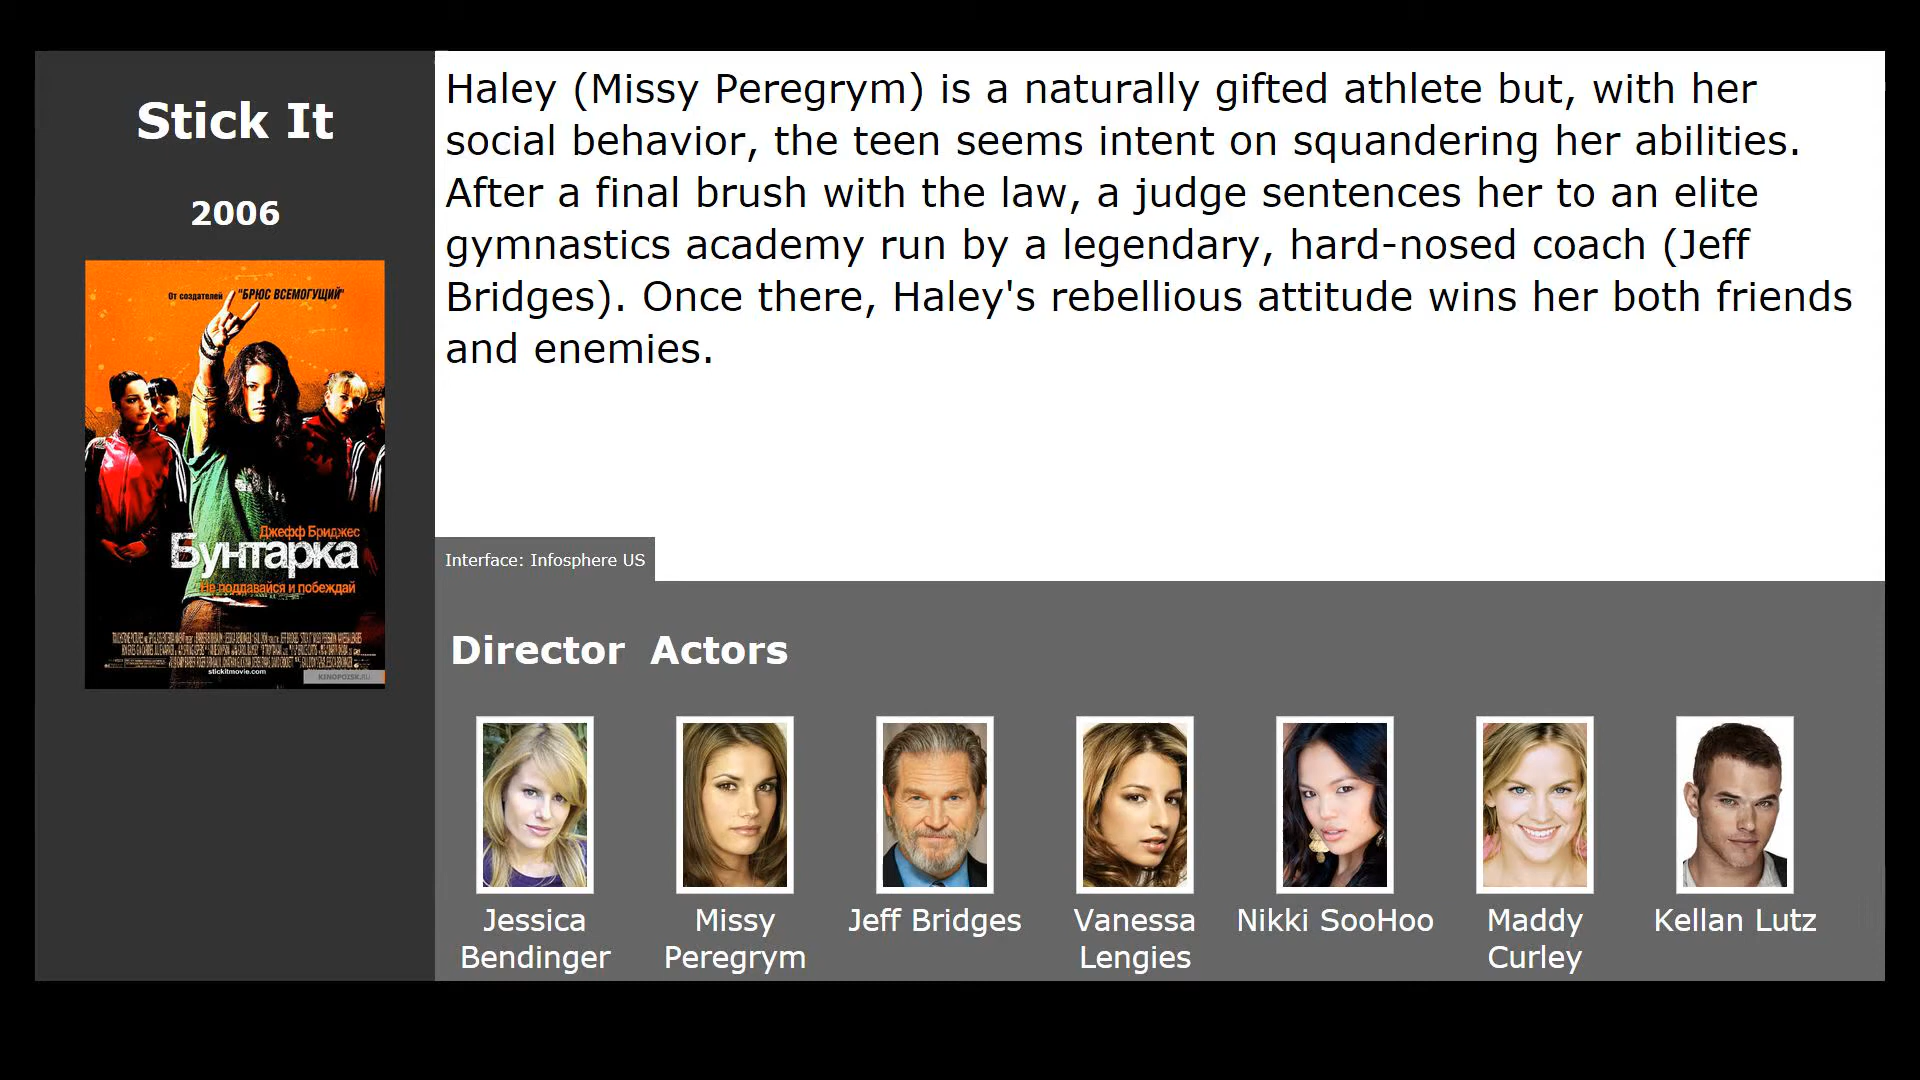 Stick It
2006
От создателей "БРЮС ВСЕМОГУЩИЙ"
Джефф Бриджес
Бунтарка
Не поддавайся и побеждай
stickitmovie.com
KINOPOISK.RU
Haley (Missy Peregrym) is a naturally gifted athlete but, with her
social behavior, the teen seems intent on squandering her abilities.
After a final brush with the law, a judge sentences her to an elite
gymnastics academy run by a legendary, hard-nosed coach (Jeff
Bridges). Once there, Haley's rebellious attitude wins her both friends
and enemies.
Interface: Infosphere US
Director Actors
Jessica
Bendinger
Missy
Peregrym
Jeff Bridges
Vanessa
Lengies
Nikki SooHoo
Maddy
Curley
Kellan Lutz